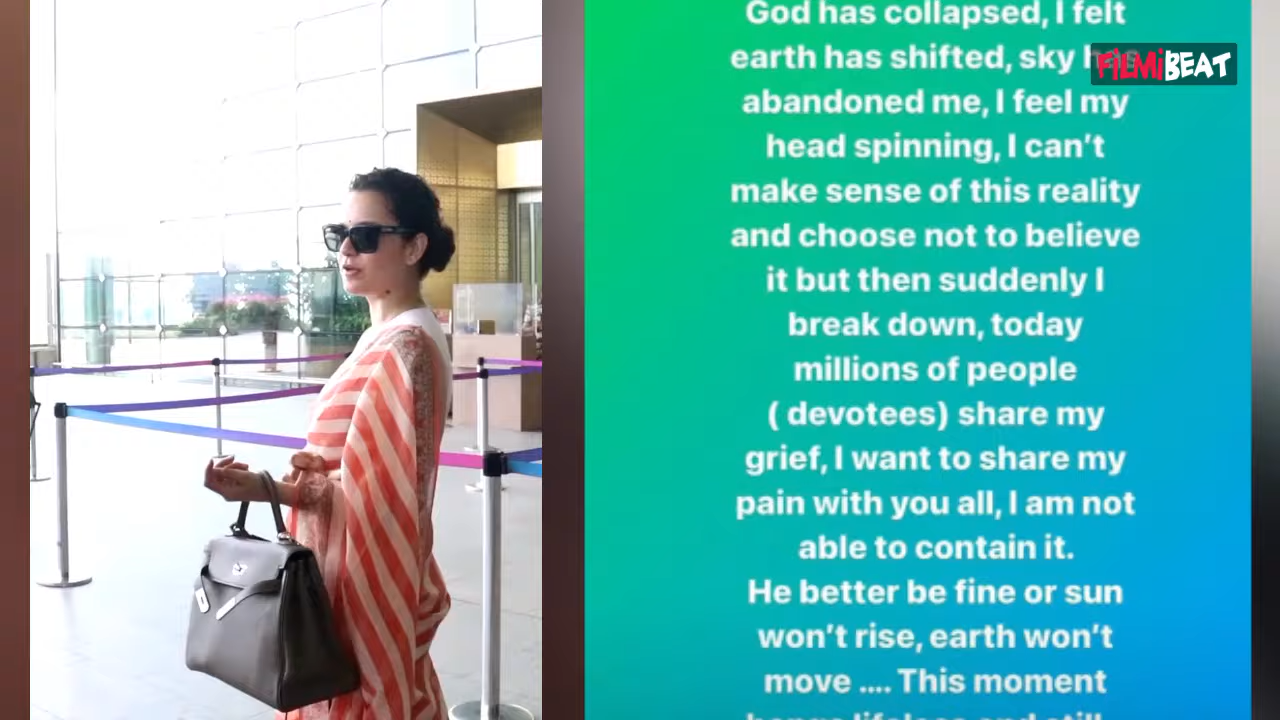 God has collapsed, I felt
earth has shifted, sky has
FILMIBEAT
abandoned me, I feel my
head spinning, I can't
make sense of this reality
and choose not to believe
it but then suddenly I
break down, today
millions of people
( devotees) share my
grief, I want to share my
pain with you all, I am not
able to contain it.
He better be fine or sun
won't rise, earth won't
move .... This moment